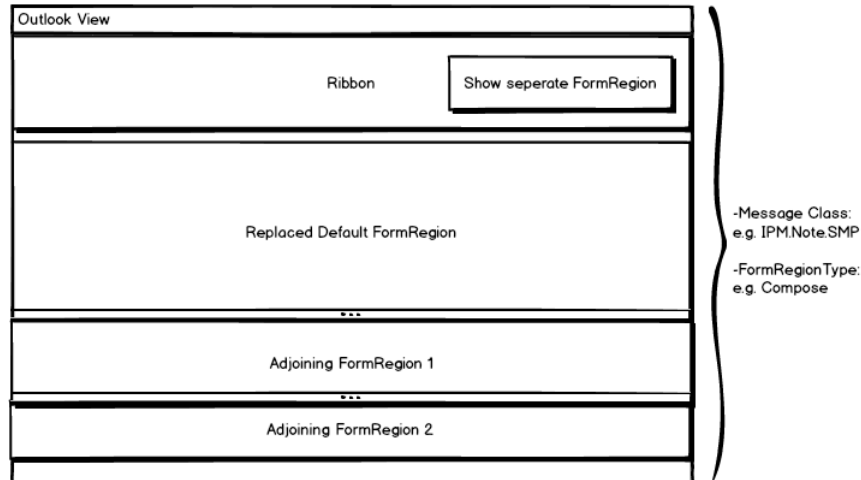 Outlook View
Ribbon
Show seperate FormRegion
Replaced Default FormRegion
Adjoining FormRegion 1
Adjoining FormRegion 2
-Message Class:
e.g. IPM.Note.SMP
-FormRegionType:
e.g. Compose